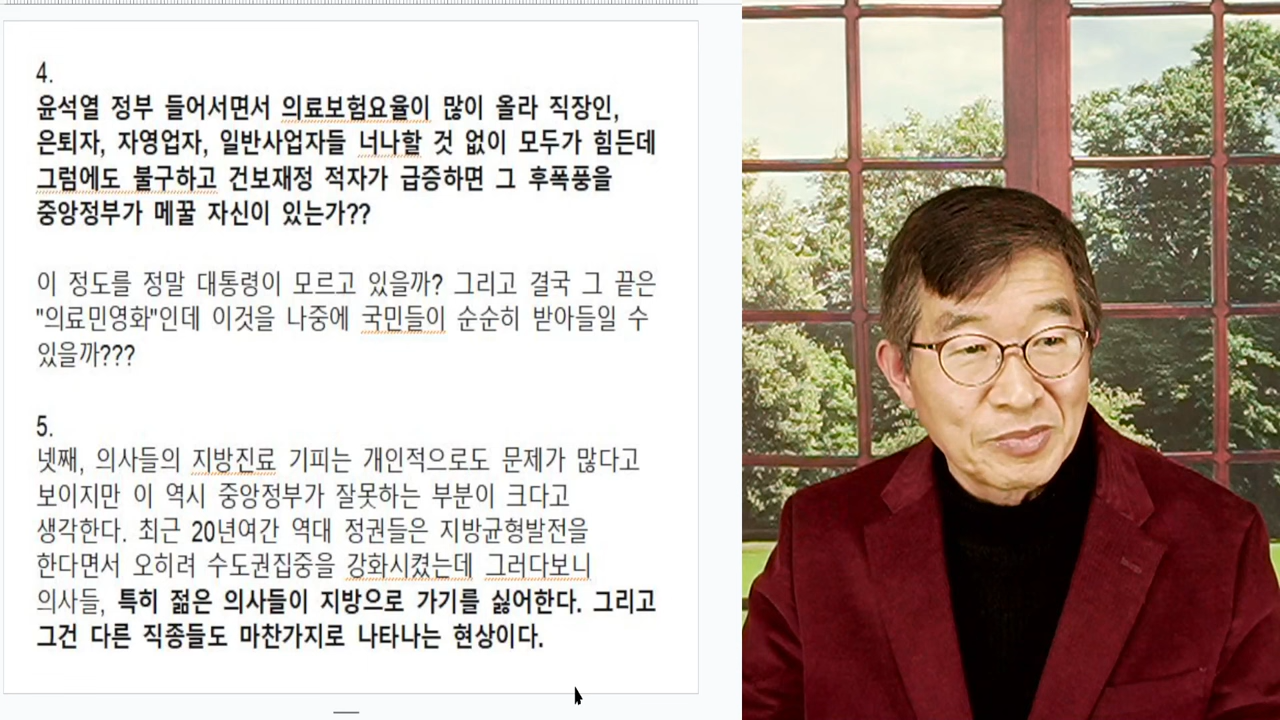 4.
윤석열 정부 들어서면서 의료보험요율이 많이 올라 직장인,
은퇴자, 자영업자, 일반사업자들 너나할 것 없이 모두가 힘든데
그럼에도 불구하고 건보재정 적자가 급증하면 그 후폭풍을
중앙정부가 메꿀 자신이 있는가??
이 정도를 정말 대통령이 모르고 있을까? 그리고 결국 그 끝은
"의료민영화"인데 이것을 나중에 국민들이 순순히 받아들일 수
있을까???
5.
넷째, 의사들의 지방진료 기피는 개인적으로도 문제가 많다고
보이지만 이 역시 중앙정부가 잘못하는 부분이 크다고
생각한다. 최근 20년여간 역대 정권들은 지방균형발전을
한다면서 오히려 수도권집중을 강화시켰는데 그러다보니
의사들, 특히 젊은 의사들이 지방으로 가기를 싫어한다. 그리고
그건 다른 직종들도 마찬가지로 나타나는 현상이다.